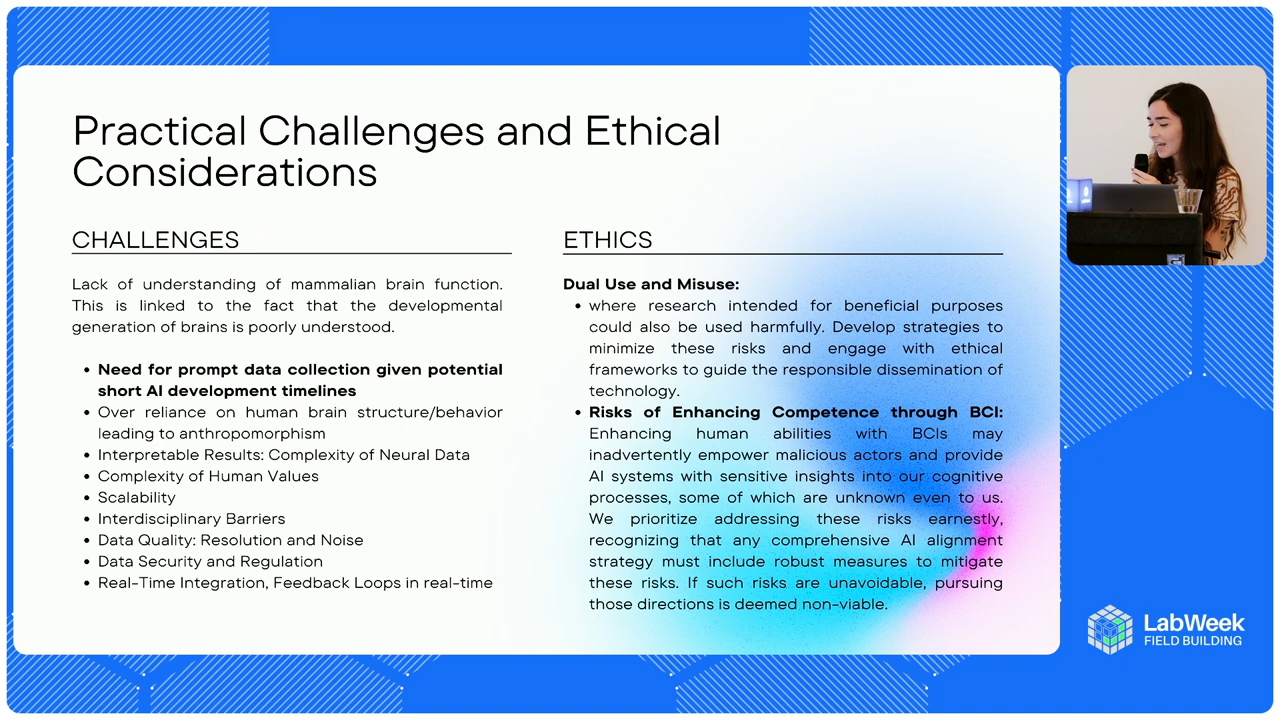 Practical Challenges and Ethical
Considerations
CHALLENGES
Lack of understanding of mammalian brain function.
This is linked to the fact that the developmental
generation of brains is poorly understood.
• Need for prompt data collection given potential
short AI development timelines
• Over reliance on human brain structure/behavior
leading to anthropomorphism
• Interpretable Results: Complexity of Neural Data
• Complexity of Human Values
• Scalability
• Interdisciplinary Barriers
• Data Quality: Resolution and Noise
• Data Security and Regulation
• Real-Time Integration, Feedback Loops in real-time
ETHICS
Dual Use and Misuse:
• where research intended for beneficial purposes
could also be used harmfully. Develop strategies to
minimize these risks and engage with ethical
frameworks to guide the responsible dissemination of
technology.
• Risks of Enhancing Competence through BCI:
Enhancing human abilities with BCIs may
inadvertently empower malicious actors and provide
AI systems with sensitive insights into our cognitive
processes, some of which are unknown even to us.
We prioritize addressing these risks earnestly,
recognizing that any comprehensive AI alignment
strategy must include robust measures to mitigate
these risks. If such risks are unavoidable, pursuing
those directions is deemed non-viable.
LabWeek
FIELD BUILDING